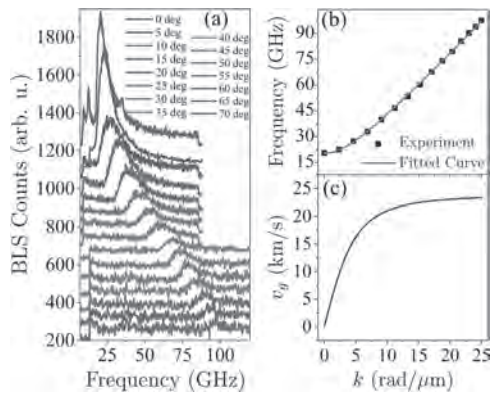 (a)
0 deg
5 deg
10 deg
15 deg
20 deg
25 deg
30 deg
35 deg
40 deg
45 deg
50 deg
55 deg
60 deg
65 deg
70 deg
1800
1600
1400
1200
1000
800
600
400
200
BLS Counts (arb. u.)
25 50 75 100
Frequency (GHz)
(b)
90
75
60
45
30
15
Frequency (GHz)
Experiment
Fitted Curve
(c)
30
20
10
0
v_g (km/s)
0 5 10 15 20 25
k (rad/μm)